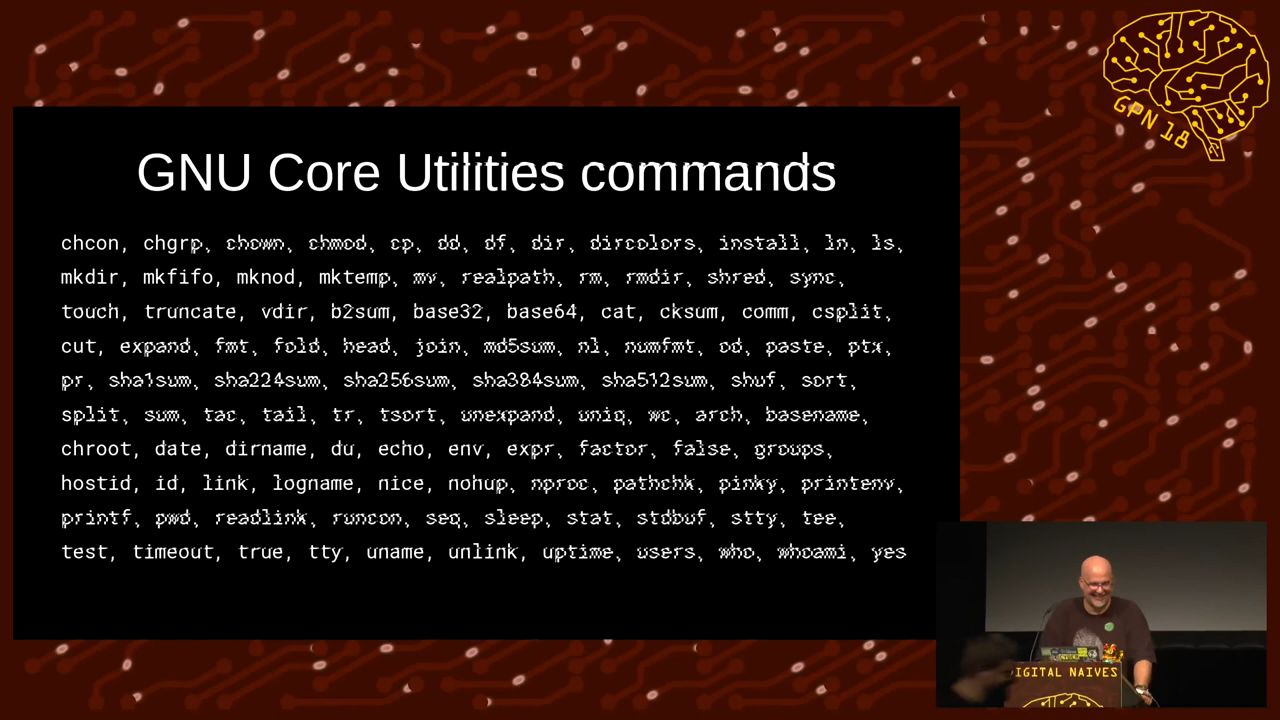 GPN 18
GNU Core Utilities commands
chcon, chgrp, chown, chmod, cp, dd, df, dir, dircolors, install, ln, ls,
mkdir, mkfifo, mknod, mktemp, mv, realpath, rm, rmdir, shred, sync,
touch, truncate, vdir, b2sum, base32, base64, cat, cksum, comm, csplit,
cut, expand, fmt, fold, head, join, md5sum, nl, numfmt, od, paste, ptx,
pr, sha1sum, sha224sum, sha256sum, sha384sum, sha512sum, shuf, sort,
split, sum, tac, tail, tr, tsort, unexpand, uniq, wc, arch, basename,
chroot, date, dirname, du, echo, env, expr, factor, false, groups,
hostid, id, link, logname, nice, nohup, nproc, pathchk, pinky, printenv,
printf, pwd, readlink, runcon, seq, sleep, stat, stdbuf, stty, tee,
test, timeout, true, tty, uname, unlink, uptime, users, who, whoami, yes
IGITAL NAIVES